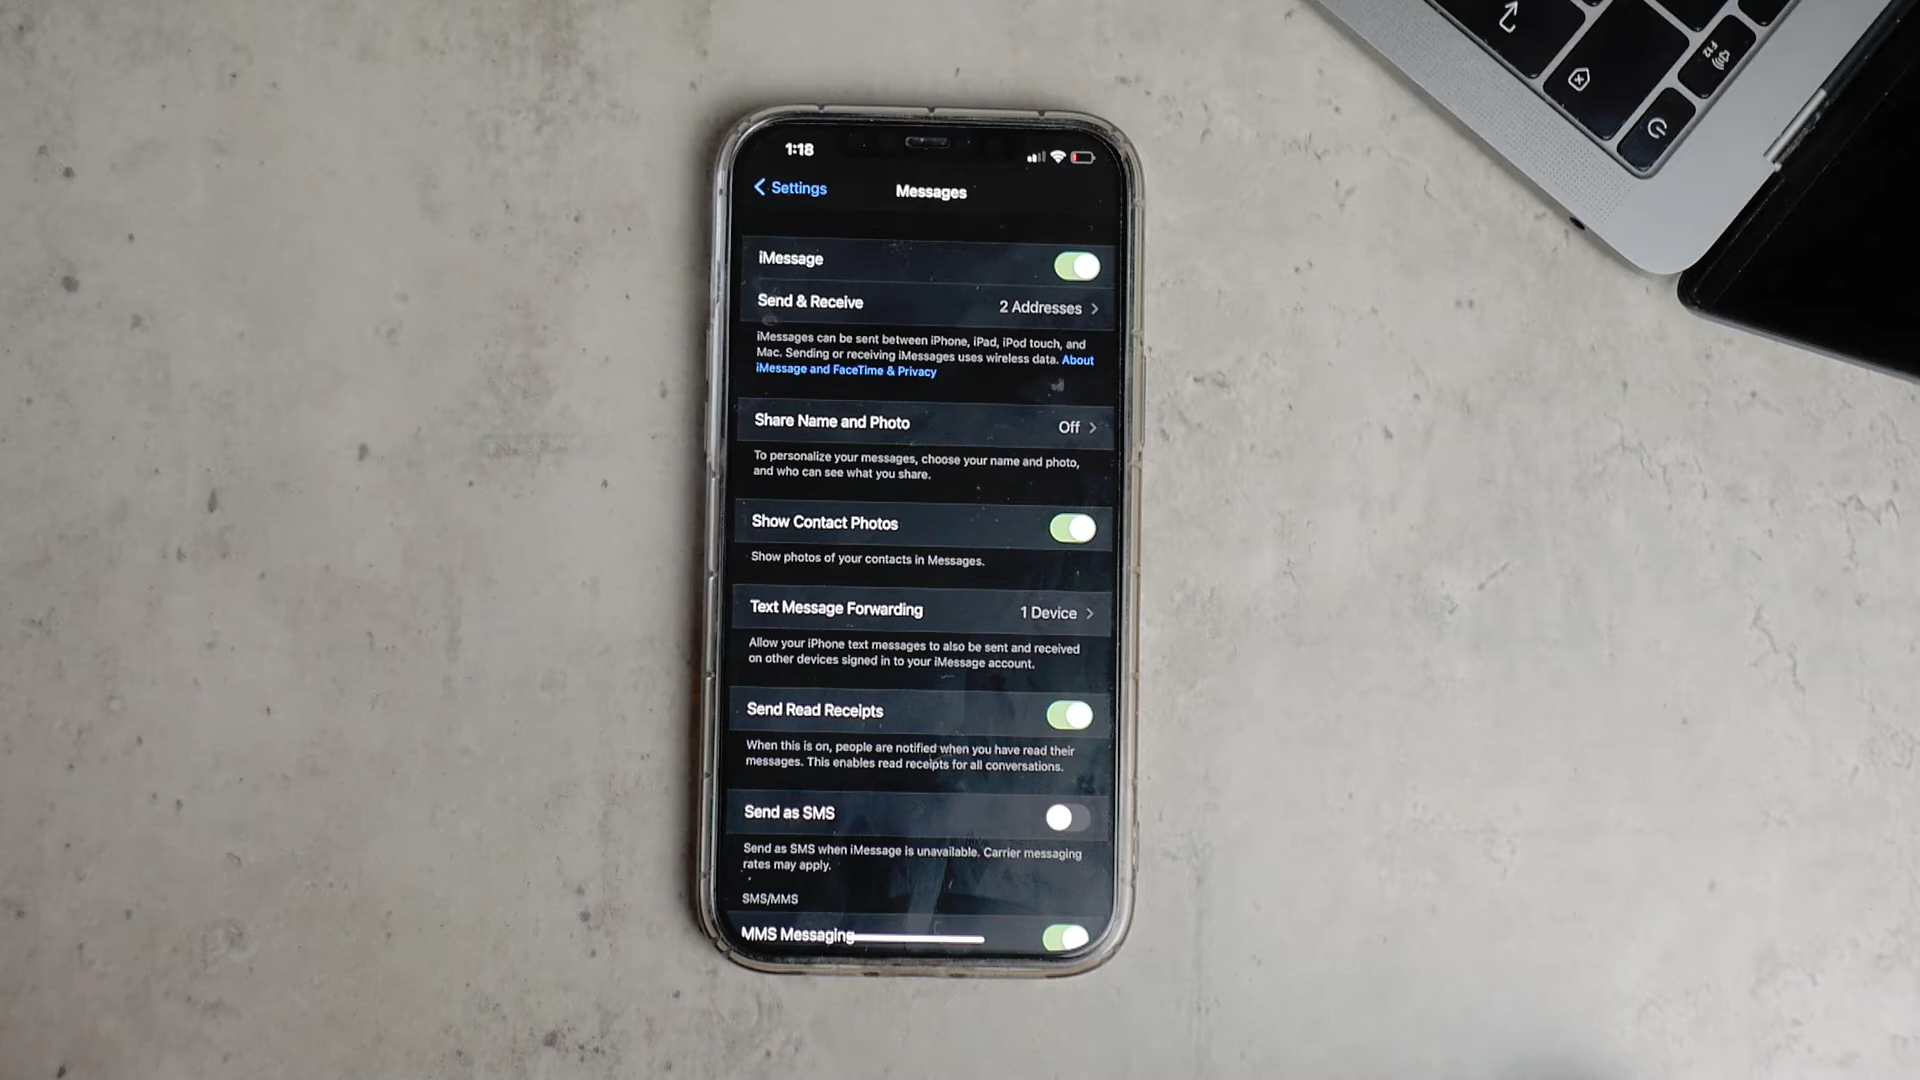 1:18
Settings
Messages
iMessage
Send & Receive 2 Addresses
iMessages can be sent between iPhone, iPad, iPod touch, and
Mac. Sending or receiving iMessages uses wireless data. About
iMessage and FaceTime & Privacy
Share Name and Photo Off
To personalize your messages, choose your name and photo,
and who can see what you share.
Show Contact Photos
Show photos of your contacts in Messages.
Text Message Forwarding 1 Device
Allow your iPhone text messages to also be sent and received
on other devices signed in to your iMessage account.
Send Read Receipts
When this is on, people are notified when you have read their
messages. This enables read receipts for all conversations.
Send as SMS
Send as SMS when iMessage is unavailable. Carrier messaging
rates may apply.
SMS/MMS
MMS Messaging
F12